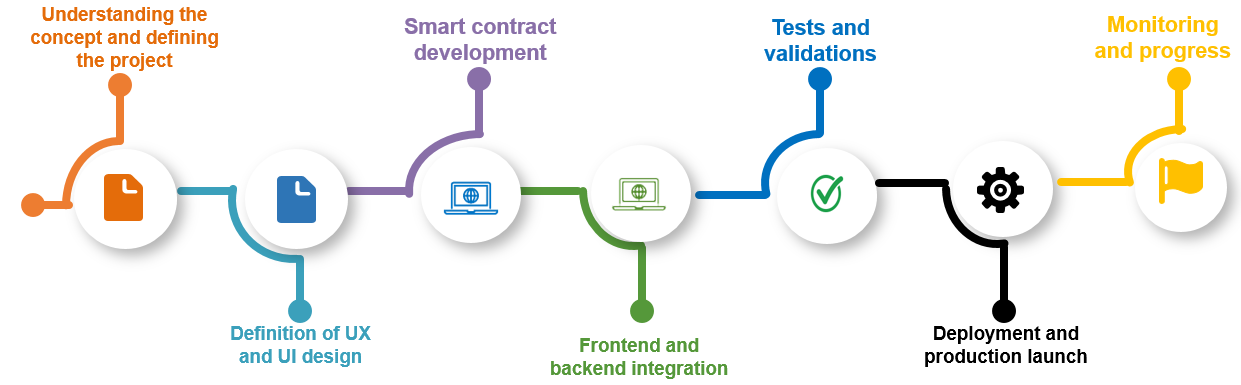 Understanding the
concept and defining
the project
Definition of UX
and UI design
Smart contract
development
Frontend and
backend integration
Tests and
validations
Deployment and
production launch
Monitoring
and progress